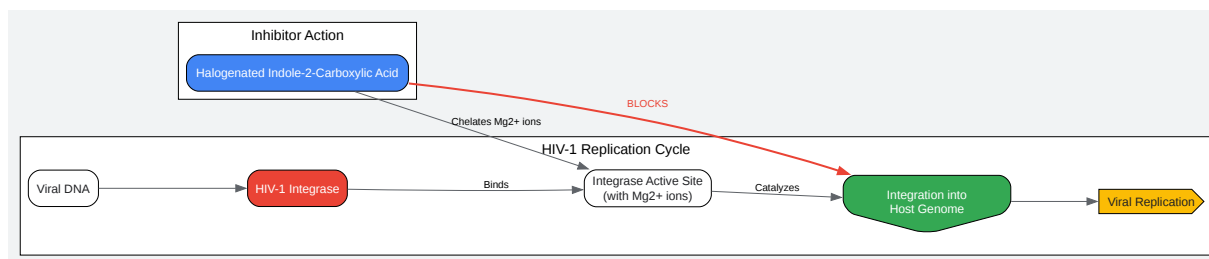 Inhibitor Action
Halogenated Indole-2-Carboxylic Acid
BLOCKS
Chelates Mg2+ ions
HIV-1 Replication Cycle
Viral DNA
HIV-1 Integrase
Binds
Integrase Active Site
(with Mg2+ ions)
Catalyzes
Integration into
Host Genome
Viral Replication